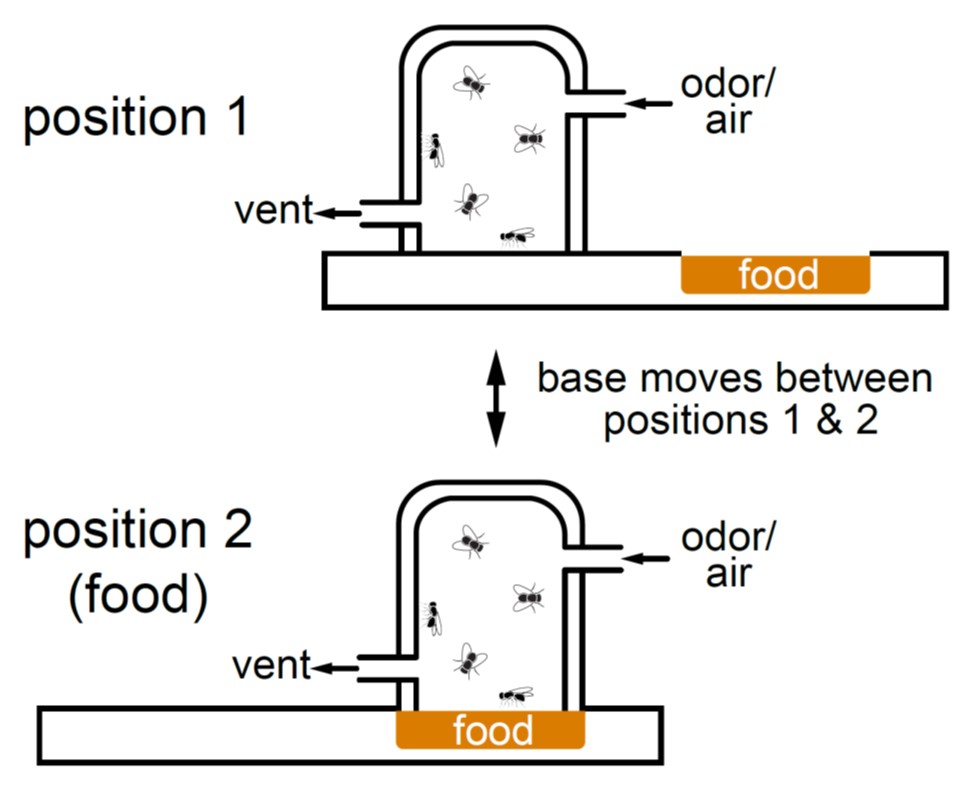 position 1
odor/
air
vent
food
base moves between
positions 1 & 2
position 2
(food)
odor/
air
vent
food